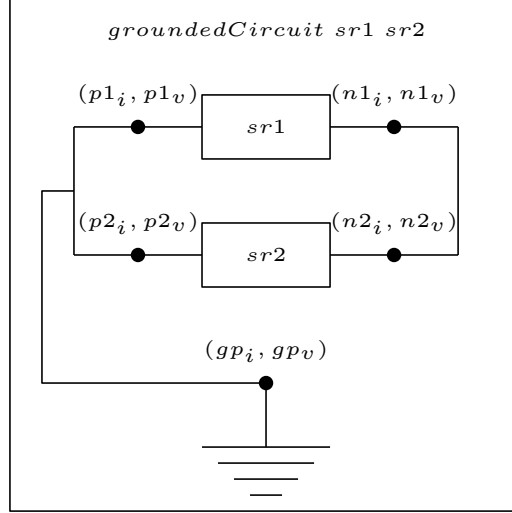 groundedCircuit sr1 sr2
(p1_i, p1_v) (n1_i, n1_v)
sr1
(p2_i, p2_v) (n2_i, n2_v)
sr2
(gp_i, gp_v)